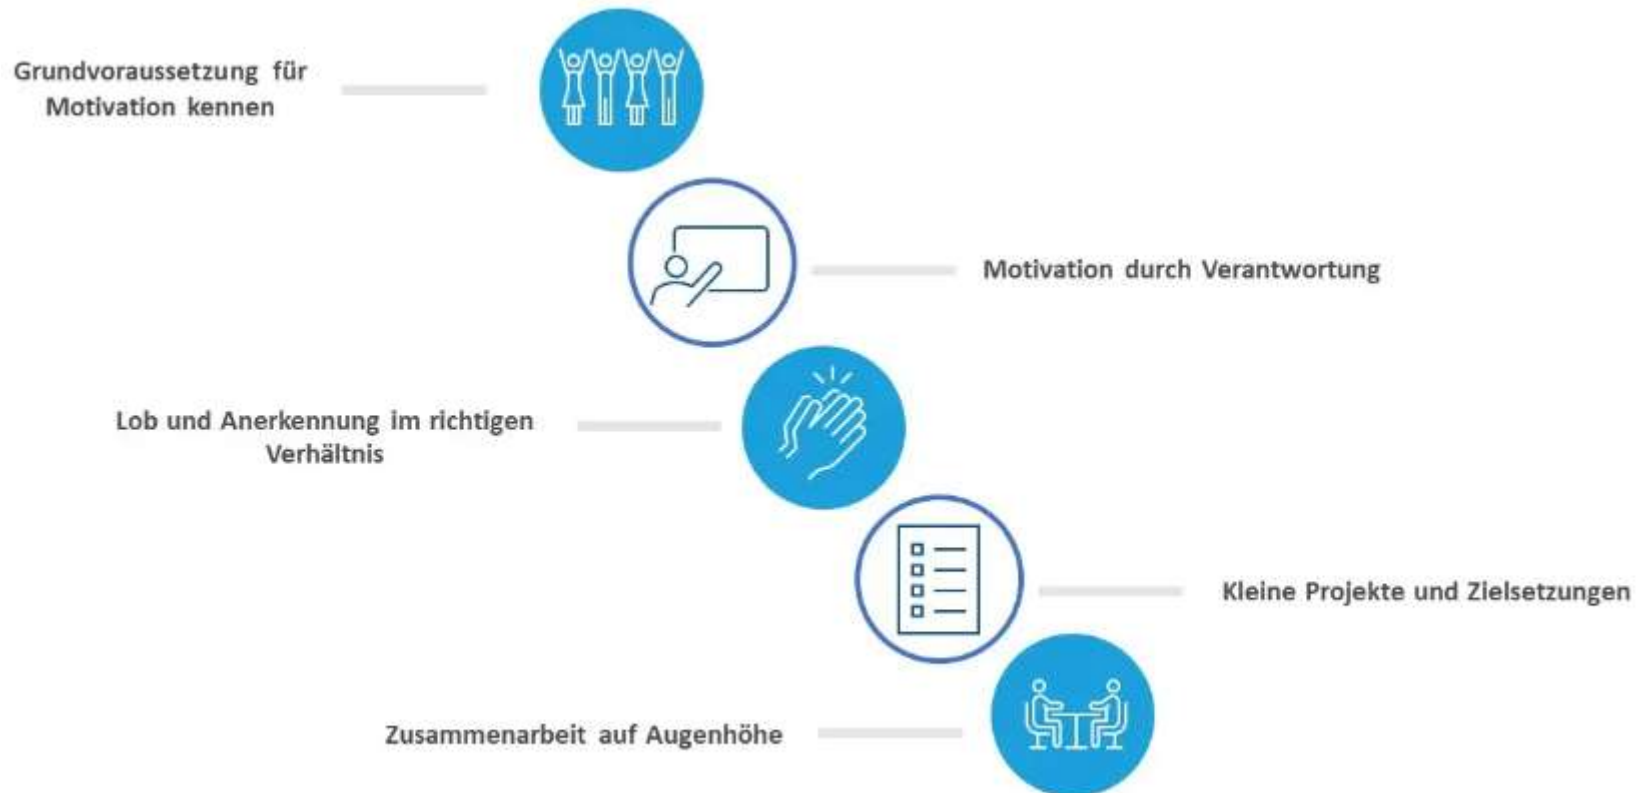 Grundvoraussetzung für
Motivation kennen
Motivation durch Verantwortung
Lob und Anerkennung im richtigen
Verhältnis
Kleine Projekte und Zielsetzungen
Zusammenarbeit auf Augenhöhe